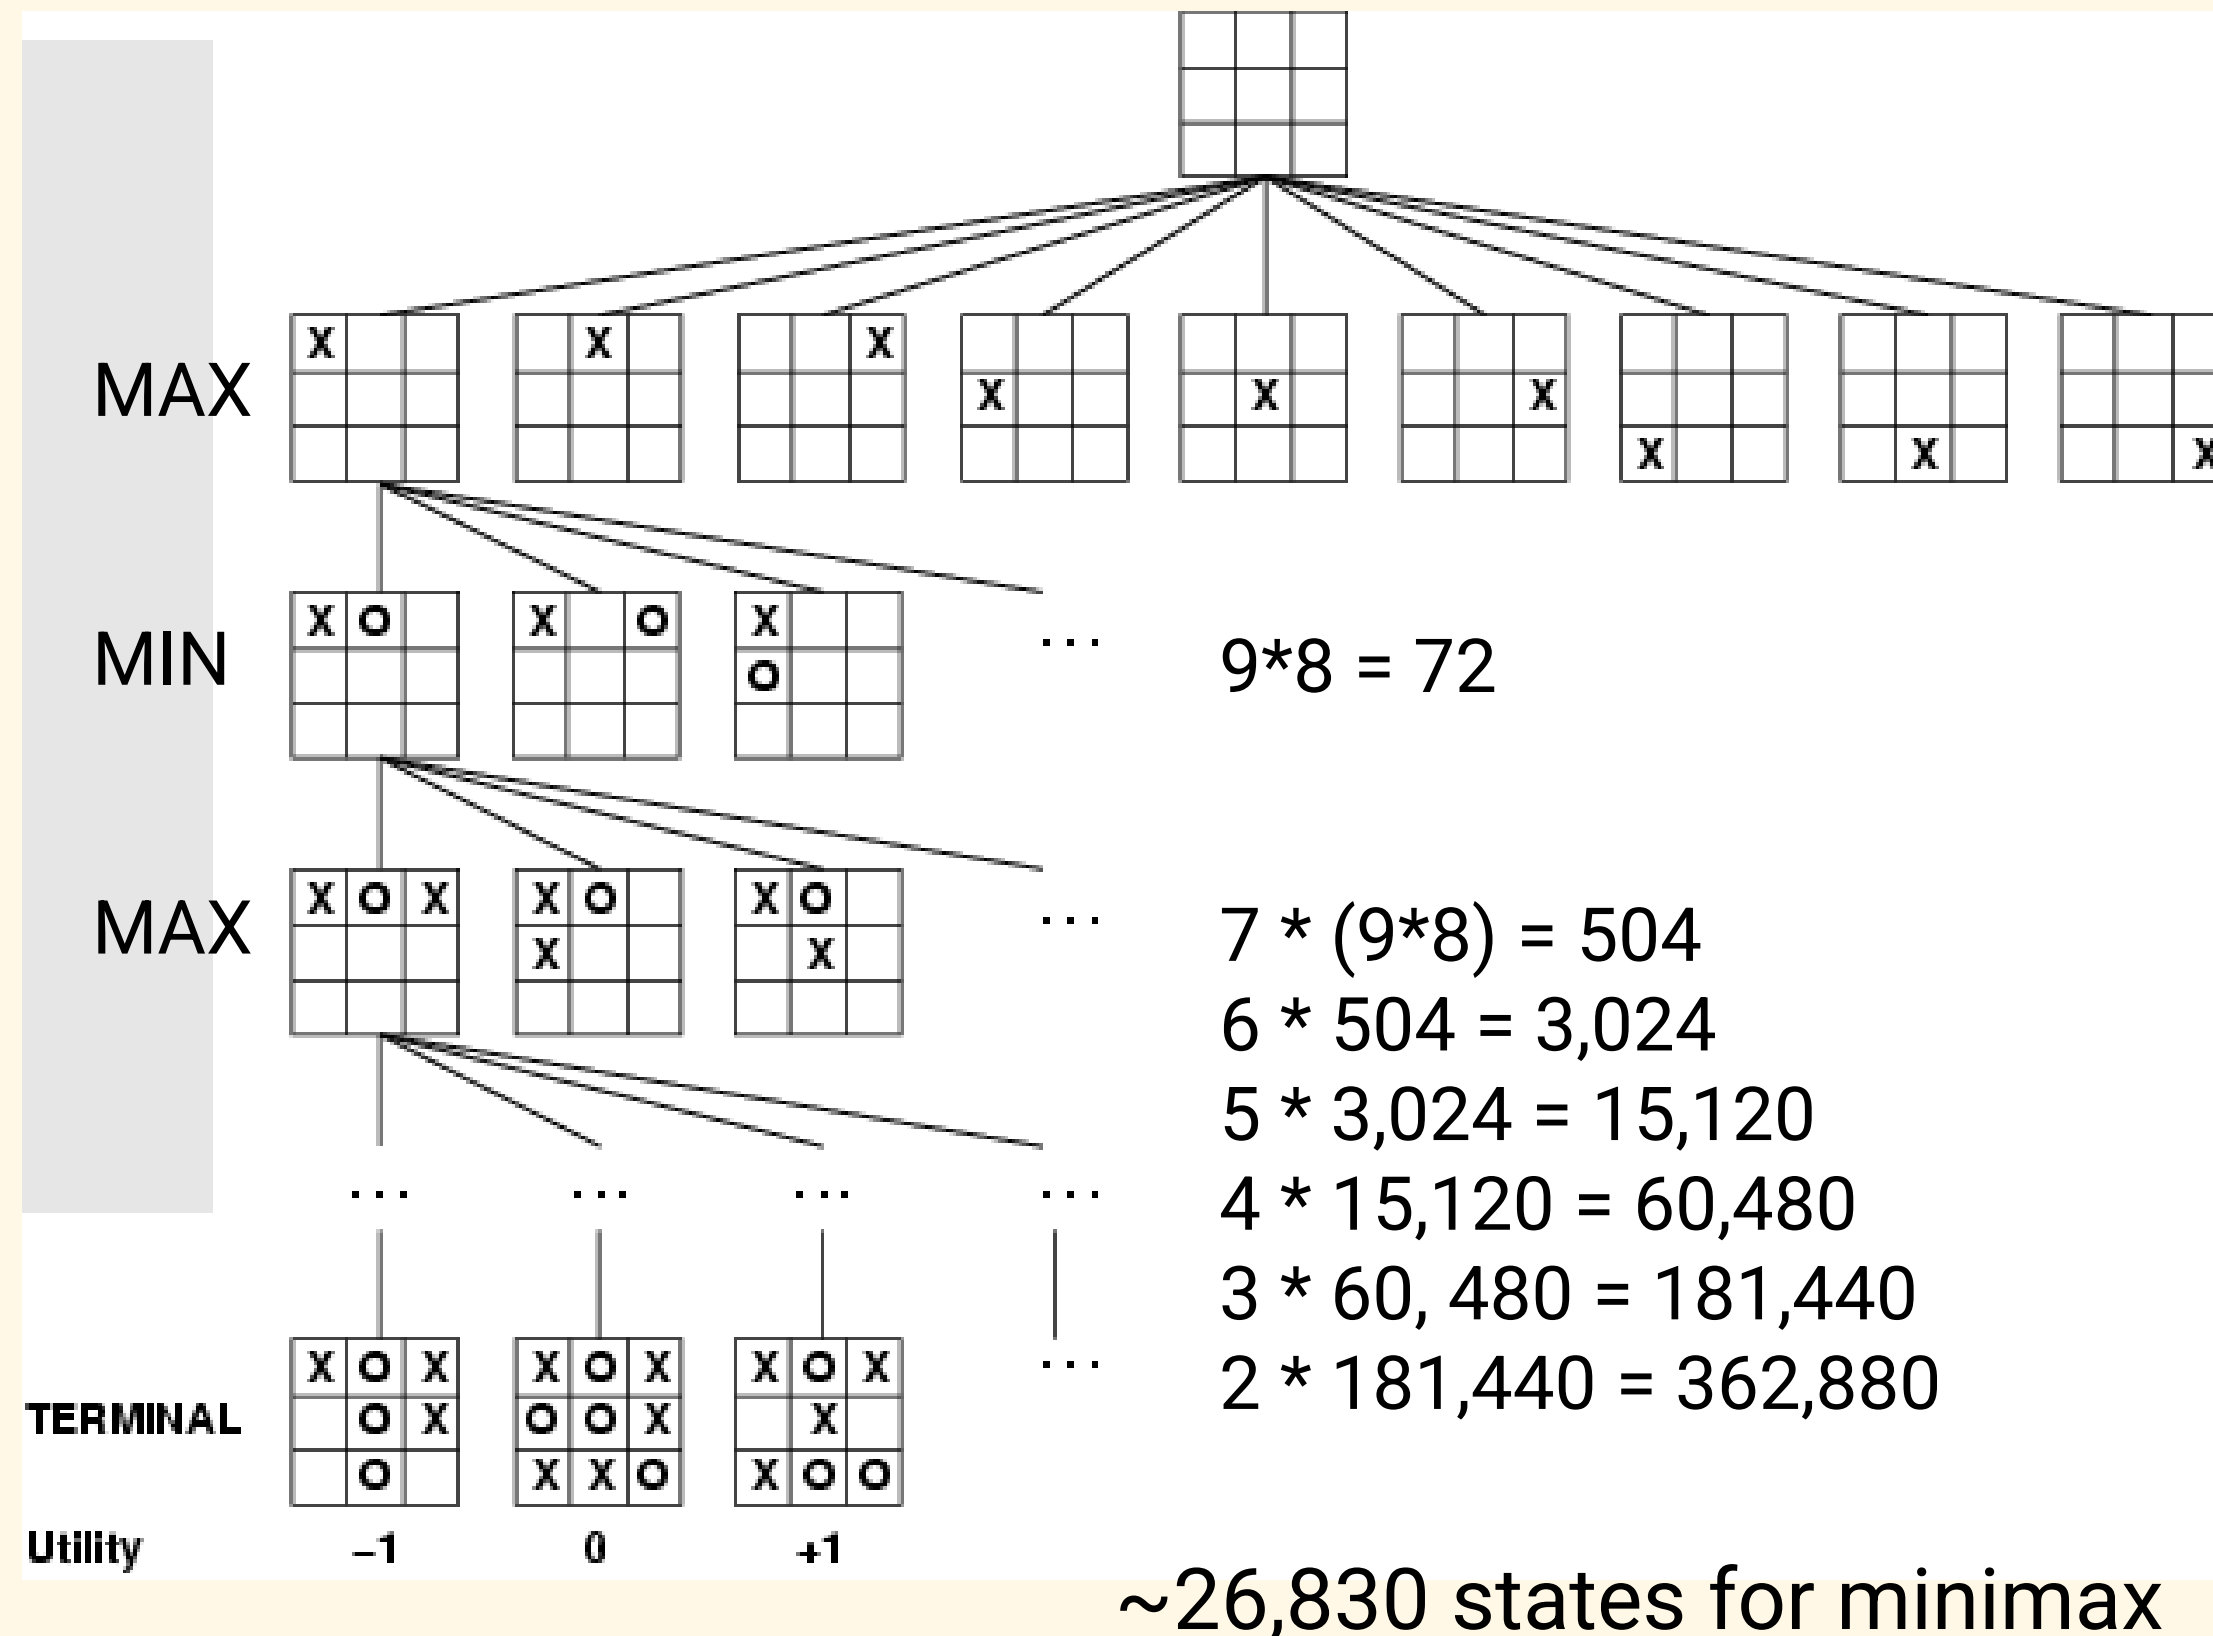 X X X X X X X X X
MAX
X O X O X
MIN
O
9*8 = 72
X O X X O X O
MAX
X X
7 * (9*8) = 504
6 * 504 = 3,024
5 * 3,024 = 15,120
4 * 15,120 = 60,480
3 * 60, 480 = 181,440
2 * 181,440 = 362,880
X O X X O X X O X
TERMINAL O X O O X X
O X X O X O O
Utility –1 0 +1
~26,830 states for minimax